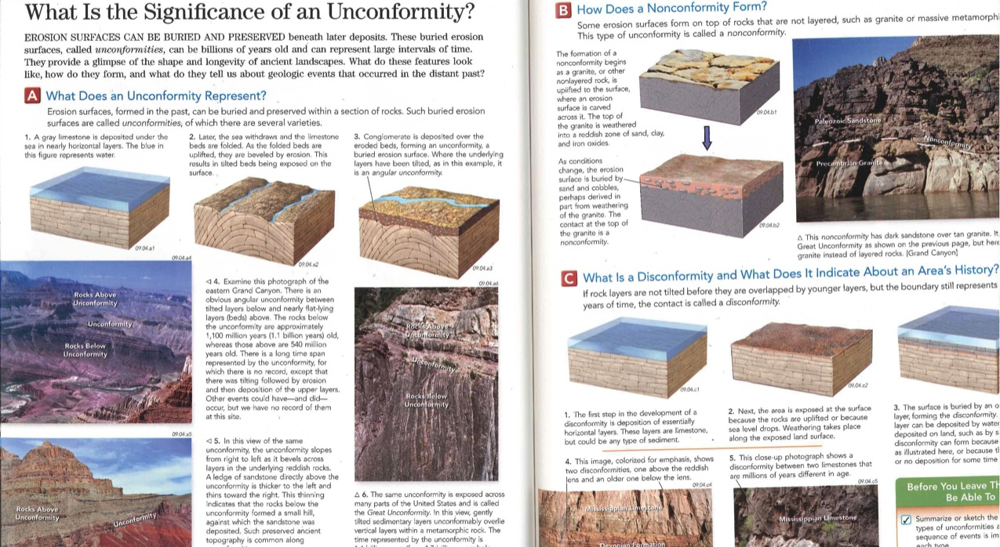 What Is the Significance of an Unconformity?
EROSION SURFACES CAN BE BURIED AND PRESERVED beneath later deposits. These buried erosion
surfaces, called unconformities, can be billions of years old and can represent large intervals of time.
They provide a glimpse of the shape and longevity of ancient landscapes. What do these features look
like, how do they form, and what do they tell us about geologic events that occurred in the distant past?
A What Does an Unconformity Represent?
Erosion surfaces, formed in the past, can be buried and preserved within a section of rocks. Such buried erosion
surfaces are called unconformities, of which there are several varieties.
1. A gray limestone is deposited under the
sea in nearly horizontal layers. The blue in
this figure represents water.
09.04.a1
2. Later, the sea withdraws and the limestone
beds are folded. As the folded beds are
uplifted, they are beveled by erosion. This
results in tilted beds being exposed on the
surface.
09.04.a2
3. Conglomerate is deposited over the
eroded beds, forming an unconformity, a
buried erosion surface. Where the underlying
layers have been tilted, as in this example, it
is an angular unconformity.
09.04.a3
09.04.a4
Rocks Above
Unconformity
Unconformity
Rocks Below
Unconformity
◁ 4. Examine this photograph of the
eastern Grand Canyon. There is an
obvious angular unconformity between
tilted layers below and nearly flat-lying
layers (beds) above. The rocks below
the unconformity are approximately
1,100 million years (1.1 billion years) old,
whereas those above are 540 million
years old. There is a long time span
represented by the unconformity, for
which there is no record, except that
there was tilting followed by erosion
and then deposition of the upper layers.
Other events could have—and did—
occur, but we have no record of them
at this site.
09.04.a5
Rocks Above
Unconformity
Unconformity
◁ 5. In this view of the same
unconformity, the unconformity slopes
from right to left as it bevels across
layers in the underlying reddish rocks.
A ledge of sandstone directly above the
unconformity is thicker to the left and
thins toward the right. This thinning
indicates that the rocks below the
unconformity formed a small hill,
against which the sandstone was
deposited. Such preserved ancient
topography is common along
09.04.a6
Rocks Above
Unconformity
Unconformity
Rocks Below
Unconformity
△ 6. The same unconformity is exposed across
many parts of the United States and is called
the Great Unconformity. In this view, gently
tilted sedimentary layers unconformably overlie
vertical layers within a metamorphic rock. The
time represented by the unconformity is
B How Does a Nonconformity Form?
Some erosion surfaces form on top of rocks that are not layered, such as granite or massive metamorphi
This type of unconformity is called a nonconformity.
The formation of a
nonconformity begins
as a granite, or other
nonlayered rock, is
uplifted to the surface,
where an erosion
surface is carved
across it. The top of
the granite is weathered
into a reddish zone of sand, clay,
and iron oxides.
09.04.b1
As conditions
change, the erosion
surface is buried by
sand and cobbles,
perhaps derived in
part from weathering
of the granite. The
contact at the top of
the granite is a
nonconformity.
09.04.b2
Paleozoic Sandstone
Nonconformity
Precambrian Granite
△ This nonconformity has dark sandstone over tan granite. It
Great Unconformity as shown on the previous page, but here
granite instead of layered rocks. [Grand Canyon]
C What Is a Disconformity and What Does It Indicate About an Area's History?
If rock layers are not tilted before they are overlapped by younger layers, but the boundary still represents
years of time, the contact is called a disconformity.
09.04.c1
09.04.c2
1. The first step in the development of a
disconformity is deposition of essentially
horizontal layers. These layers are limestone,
but could be any type of sediment.
2. Next, the area is exposed at the surface
because the rocks are uplifted or because
sea level drops. Weathering takes place
along the exposed land surface.
3. The surface is buried by an o
layer, forming the disconformity.
layer can be deposited by water
deposited on land, such as by s
disconformity can form because
as illustrated here, or because t
or no deposition for some time
4. This image, colorized for emphasis, shows
two disconformities, one above the reddish
lens and an older one below the lens.
09.04.c4
Mississippian Limestone
Devonian Formation
5. This close-up photograph shows a
disconformity between two limestones that
are millions of years different in age.
09.04.c5
Mississippian Limestone
Before You Leave Th
Be Able To
Summarize or sketch the
types of unconformities a
sequence of events is im
each type